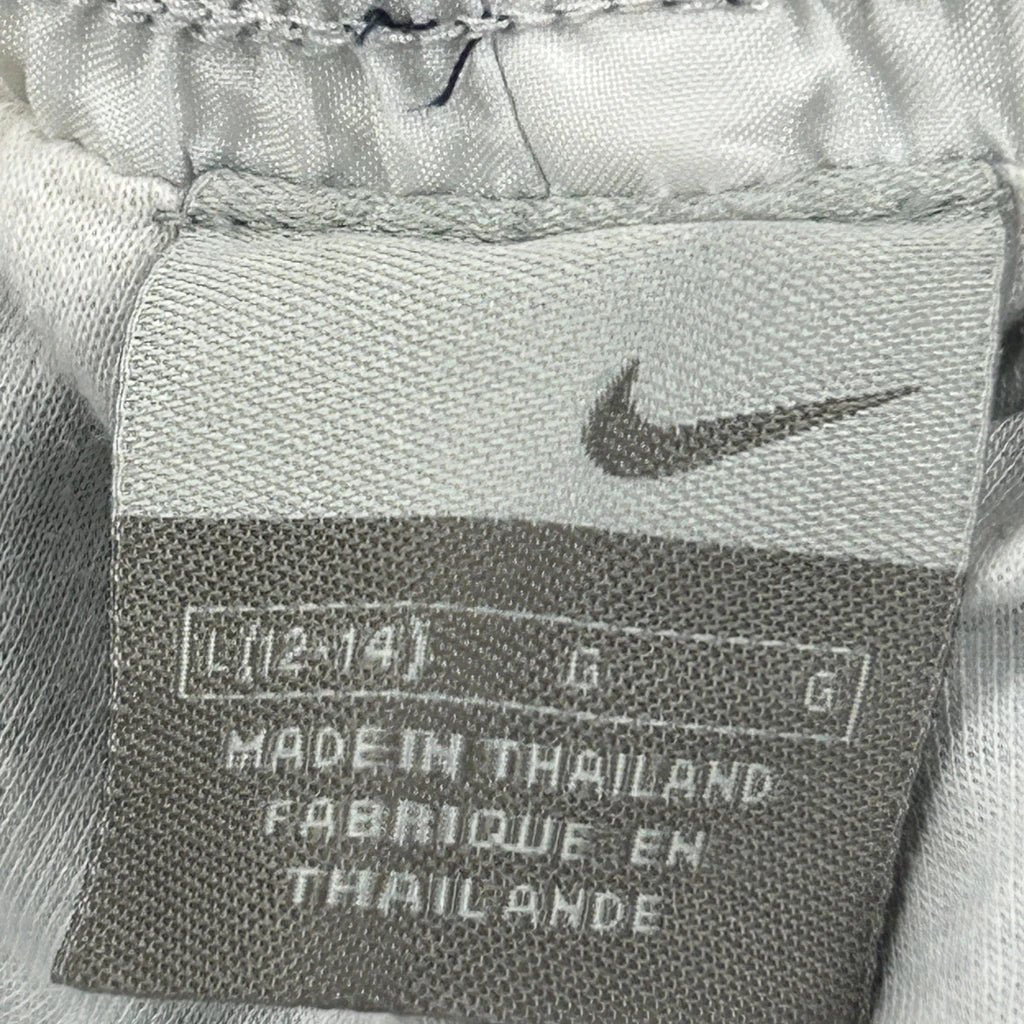 L(12-14) G G
MADE IN THAILAND
FABRIQUE EN
THAILANDE